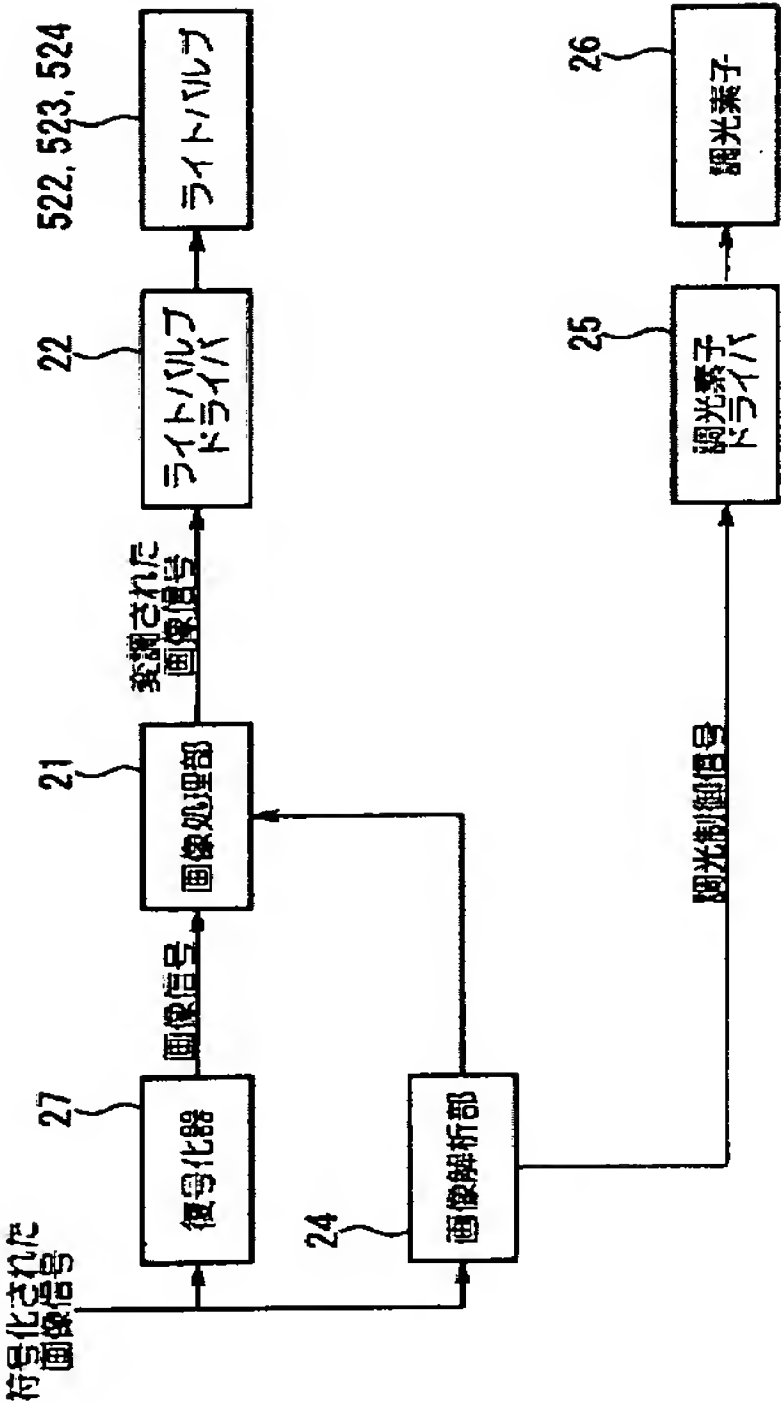 符号化された
画像信号
27
復号化器
画像信号
21
画像処理部
変調された
画像信号
22
ライトバルブ
ドライバ
522, 523, 524
ライトバルブ
24
画像解析部
調光制御信号
25
調光素子
ドライバ
26
調光素子